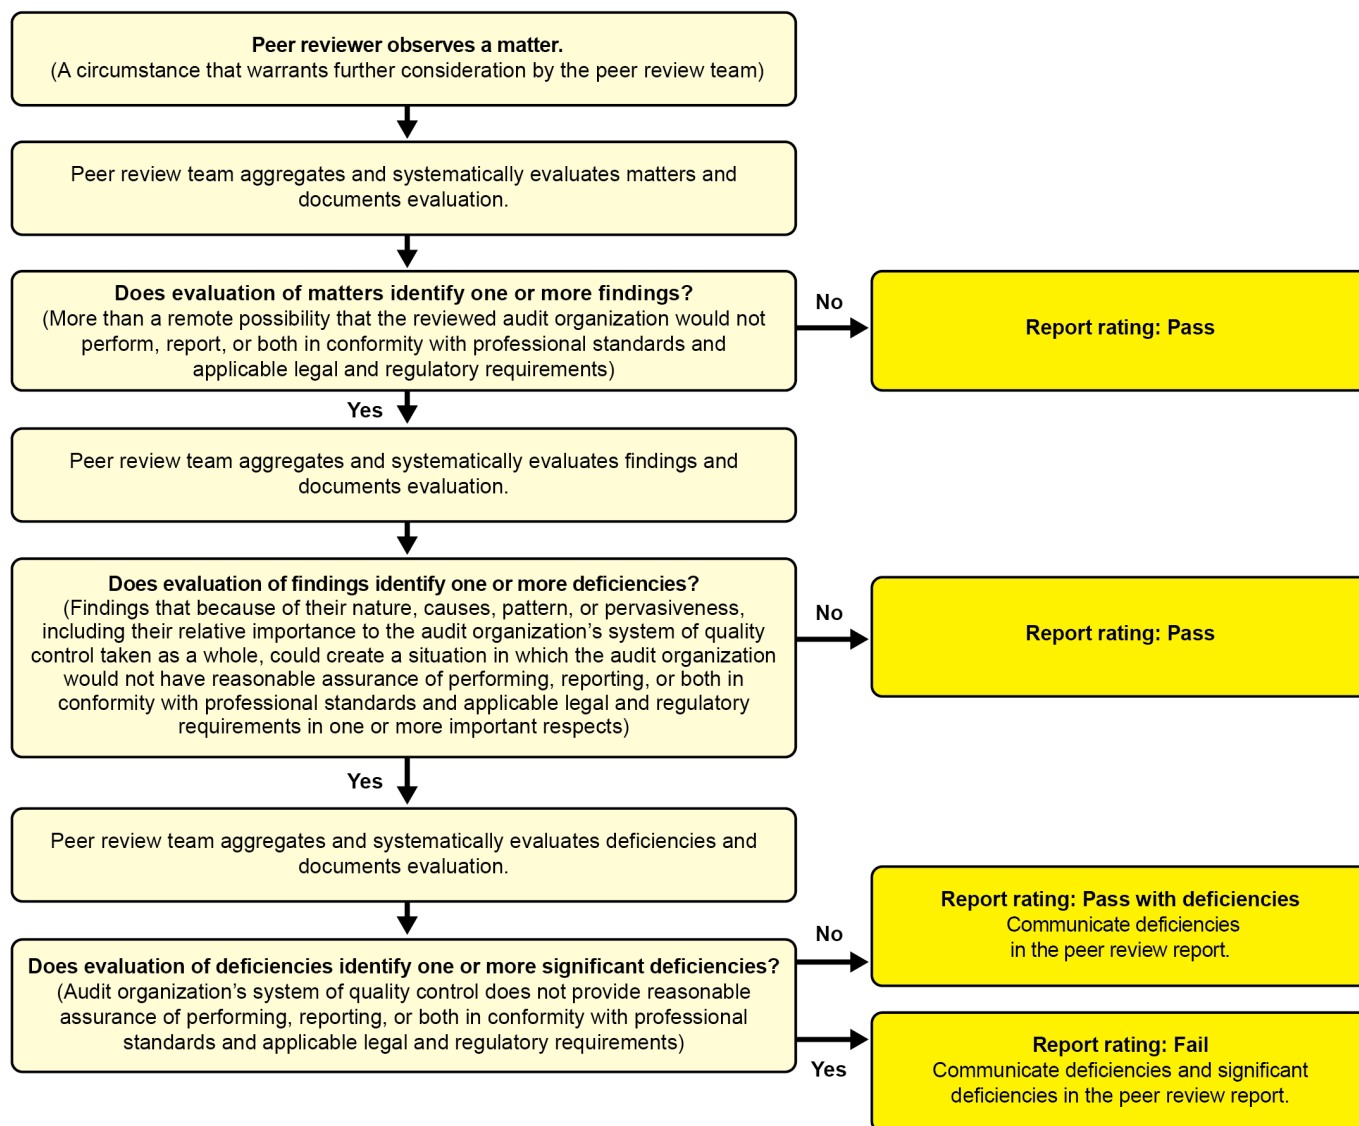 Peer reviewer observes a matter.
(A circumstance that warrants further consideration by the peer review team)
Peer review team aggregates and systematically evaluates matters and
documents evaluation.
Does evaluation of matters identify one or more findings?
(More than a remote possibility that the reviewed audit organization would not
perform, report, or both in conformity with professional standards and
applicable legal and regulatory requirements)
No
Report rating: Pass
Yes
Peer review team aggregates and systematically evaluates findings and
documents evaluation.
Does evaluation of findings identify one or more deficiencies?
(Findings that because of their nature, causes, pattern, or pervasiveness,
including their relative importance to the audit organization’s system of quality
control taken as a whole, could create a situation in which the audit organization
would not have reasonable assurance of performing, reporting, or both in
conformity with professional standards and applicable legal and regulatory
requirements in one or more important respects)
No
Report rating: Pass
Yes
Peer review team aggregates and systematically evaluates deficiencies and
documents evaluation.
Does evaluation of deficiencies identify one or more significant deficiencies?
(Audit organization’s system of quality control does not provide reasonable
assurance of performing, reporting, or both in conformity with professional
standards and applicable legal and regulatory requirements)
No
Report rating: Pass with deficiencies
Communicate deficiencies
in the peer review report.
Yes
Report rating: Fail
Communicate deficiencies and significant
deficiencies in the peer review report.